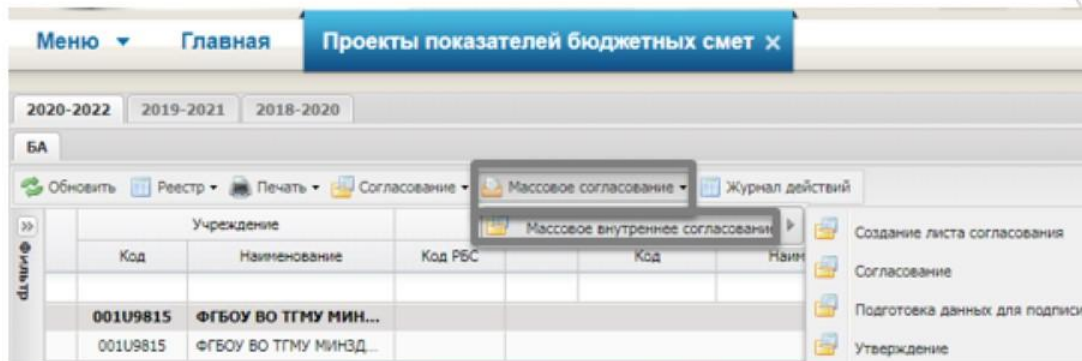 Меню Главная Проекты показателей бюджетных смет
2020-2022 2019-2021 2018-2020
БА
Обновить Реестр Печать Согласование Массовое согласование Журнал действий
Учреждение Массовое внутреннее согласование Создание листа согласования
Фильтр
Код Наименование Код РБС Код Наим Согласование
Подготовка данных для подписи
001U9815 ФГБОУ ВО ТГМУ МИН...
001U9815 ФГБОУ ВО ТГМУ МИНЗД... Утверждение